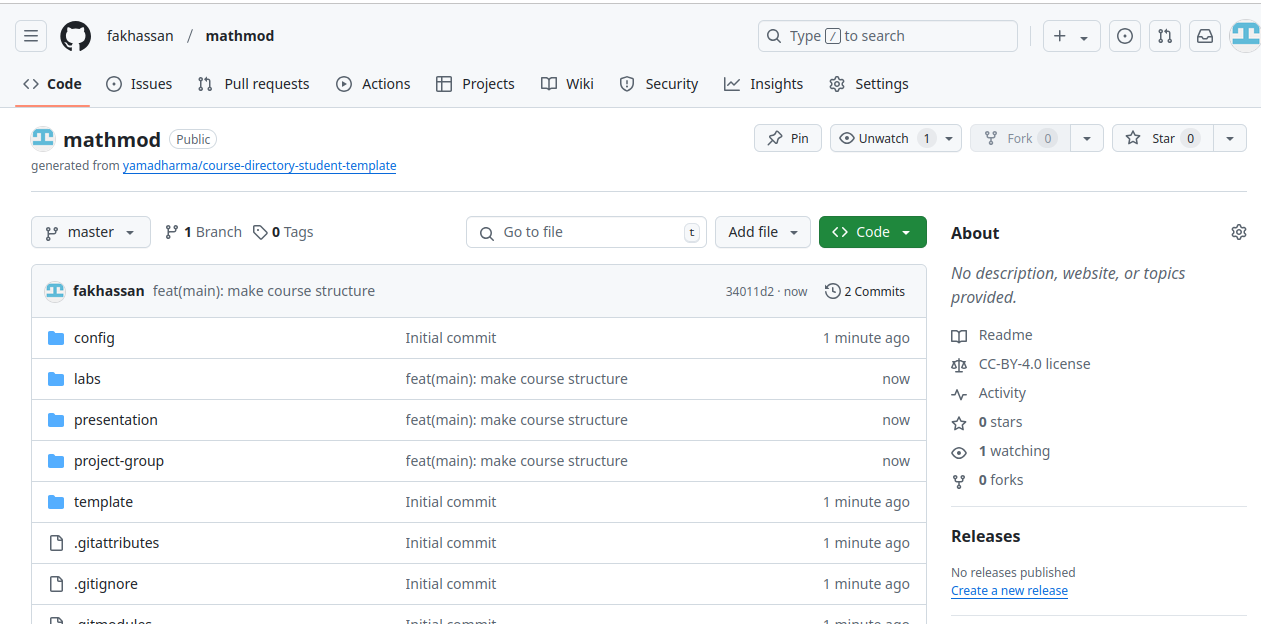 fakhassan / mathmod
Type / to search
Code Issues Pull requests Actions Projects Wiki Security Insights Settings
mathmod Public
Pin Unwatch 1 Fork 0 Star 0
generated from yamadharma/course-directory-student-template
master 1 Branch 0 Tags Go to file t Add file Code
fakhassan feat(main): make course structure 34011d2 · now 2 Commits
config Initial commit 1 minute ago
labs feat(main): make course structure now
presentation feat(main): make course structure now
project-group feat(main): make course structure now
template Initial commit 1 minute ago
.gitattributes Initial commit 1 minute ago
.gitignore Initial commit 1 minute ago
.gitmodules Initial commit 1 minute ago
About
No description, website, or topics
provided.
Readme
CC-BY-4.0 license
Activity
0 stars
1 watching
0 forks
Releases
No releases published
Create a new release